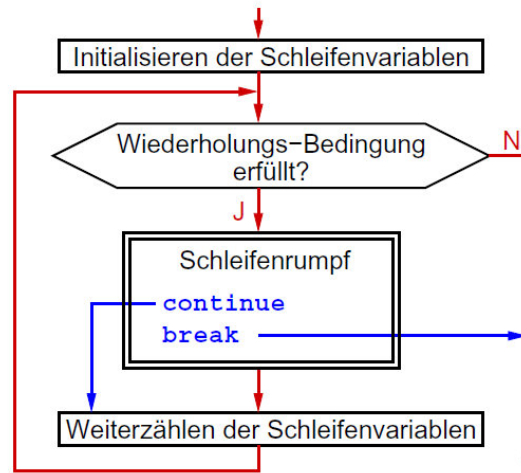 Initialisieren der Schleifenvariablen
Wiederholungs-Bedingung
erfüllt?
N
J
Schleifenrumpf
continue
break
Weiterzählen der Schleifenvariablen